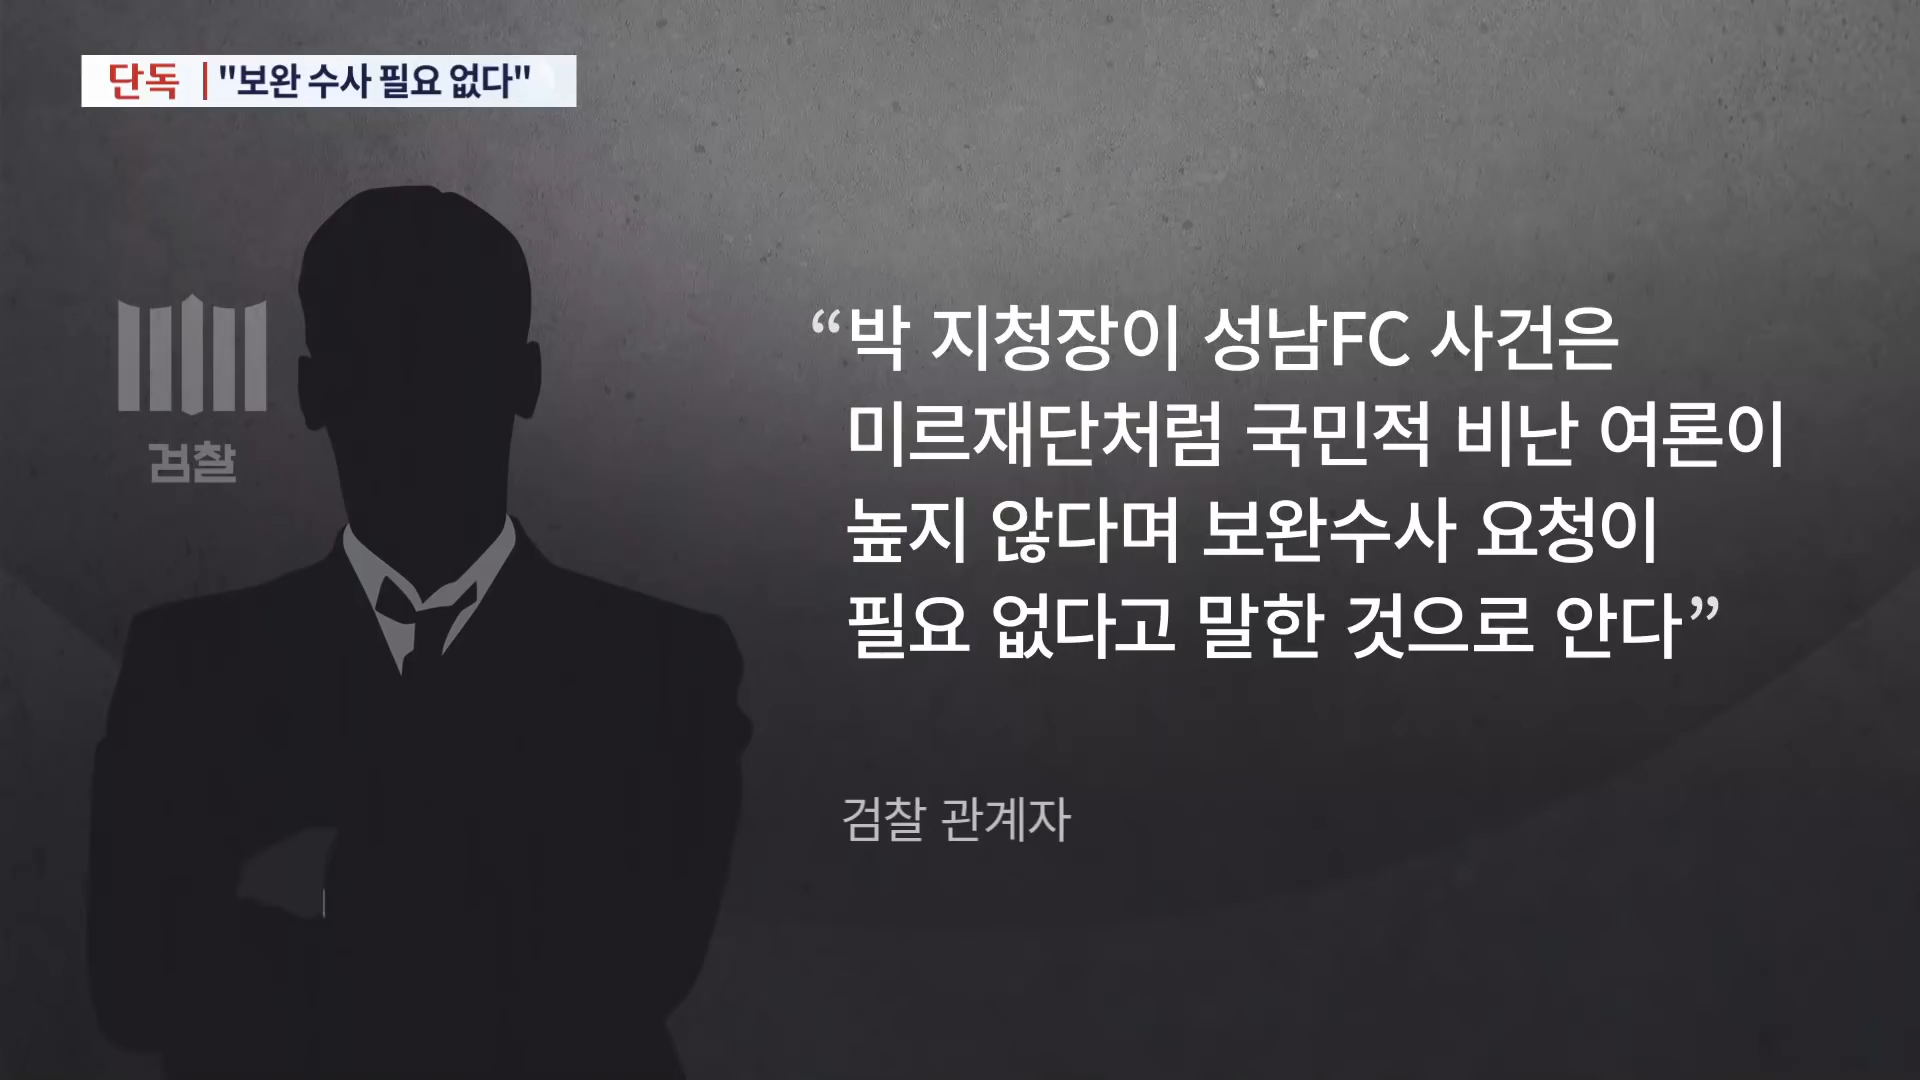 단독 "보완 수사 필요 없다"
검찰
“박 지청장이 성남FC 사건은
미르재단처럼 국민적 비난 여론이
높지 않다며 보완수사 요청이
필요 없다고 말한 것으로 안다”
검찰 관계자